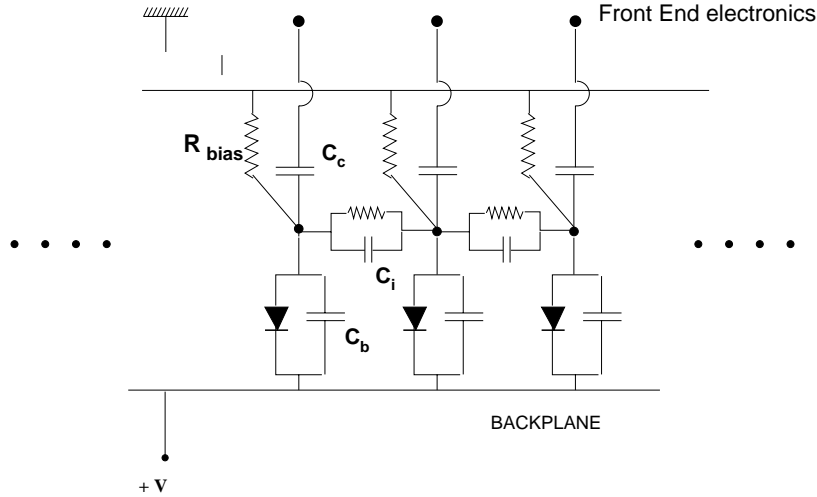 Front End electronics
R bias
C c
C i
C b
BACKPLANE
+ V